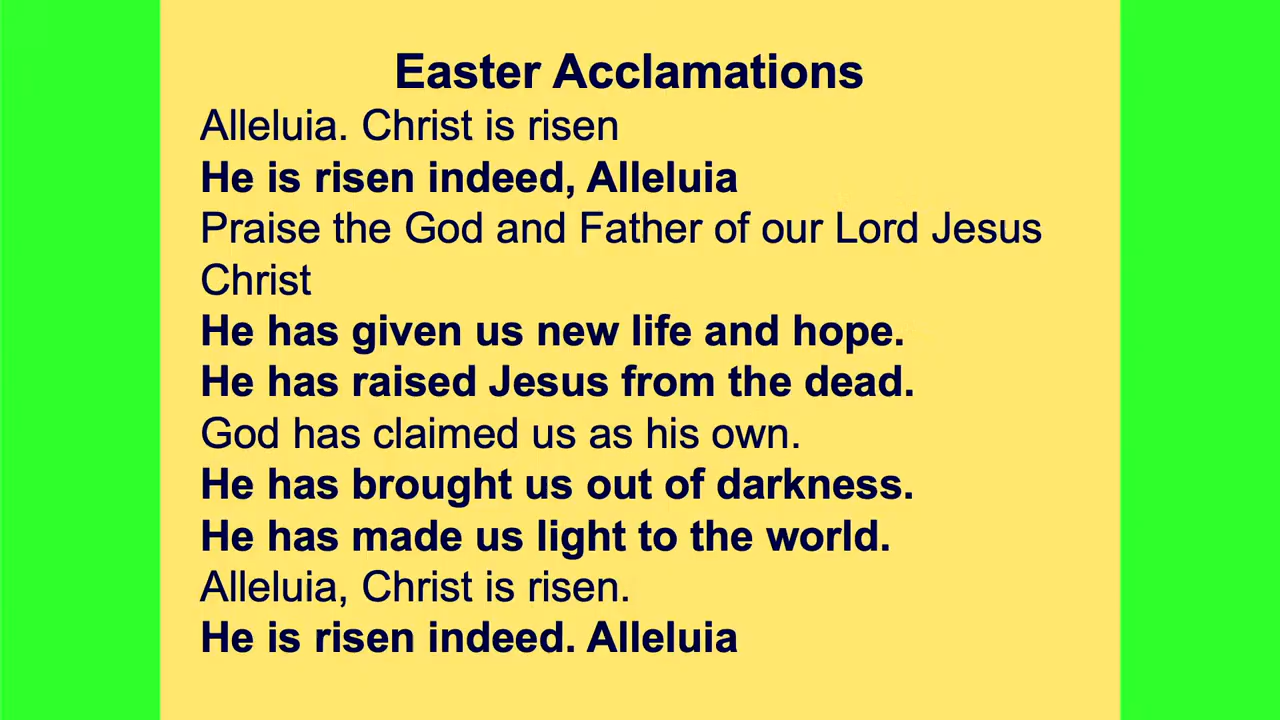 Easter Acclamations
Alleluia. Christ is risen
He is risen indeed, Alleluia
Praise the God and Father of our Lord Jesus
Christ
He has given us new life and hope.
He has raised Jesus from the dead.
God has claimed us as his own.
He has brought us out of darkness.
He has made us light to the world.
Alleluia, Christ is risen.
He is risen indeed. Alleluia